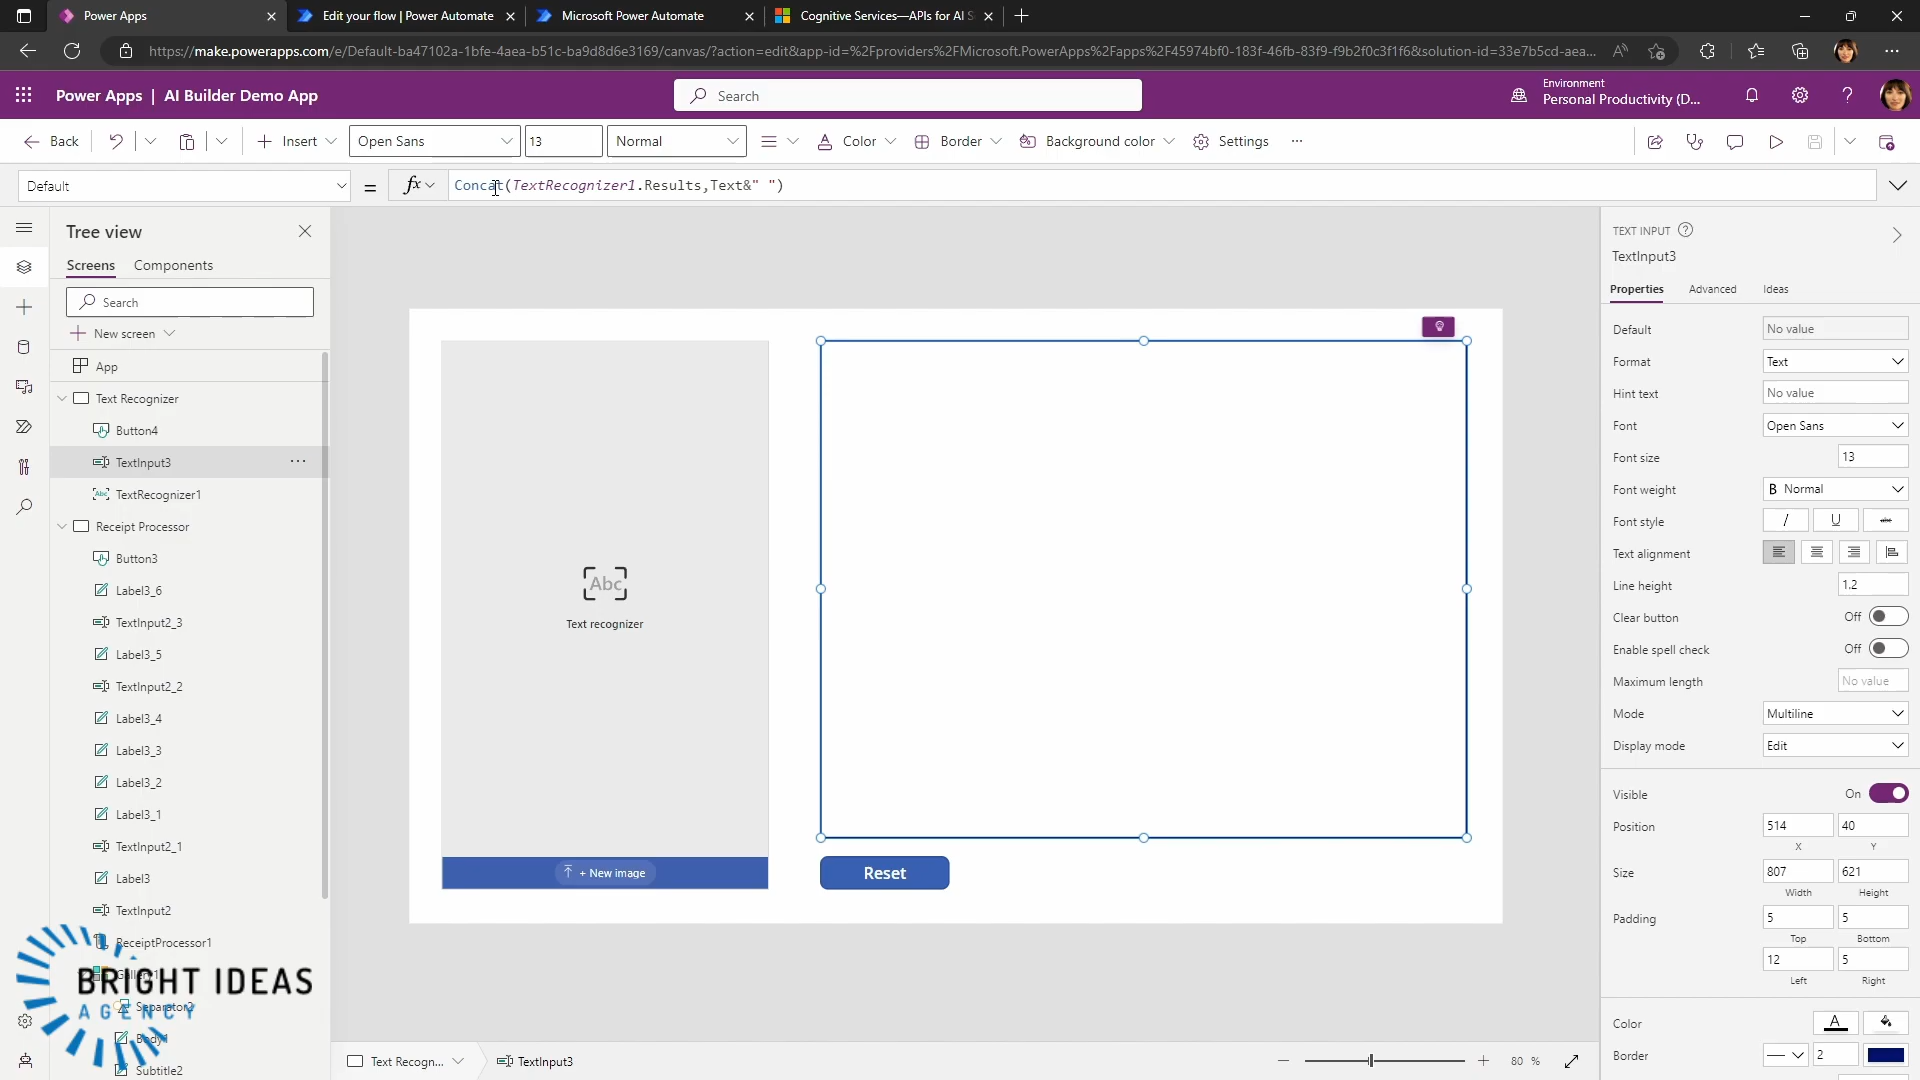 Power Apps
Edit your flow | Power Automate
Microsoft Power Automate
Cognitive Services—APIs for AI S
https://make.powerapps.com/e/Default-ba47102a-1bfe-4aea-b51c-ba9d8d6e3169/canvas/?action=edit&app-id=%2Fproviders%2FMicrosoft.PowerApps%2Fapps%2F45974bf0-183f-46fb-83f9-f9b2f0c3f1f6&solution-id=33e7b5cd-aea...
Power Apps | AI Builder Demo App
Search
Environment
Personal Productivity (D...
Back
Insert
Open Sans
13
Normal
Color
Border
Background color
Settings
Default
=
fx
Concat(TextRecognizer1.Results,Text&" ")
Tree view
Screens
Components
Search
New screen
App
Text Recognizer
Button4
TextInput3
TextRecognizer1
Receipt Processor
Button3
Label3_6
TextInput2_3
Label3_5
TextInput2_2
Label3_4
Label3_3
Label3_2
Label3_1
TextInput2_1
Label3
TextInput2
ReceiptProcessor1
Gallery1
Separator2
Body1
Subtitle2
BRIGHT IDEAS
AGENCY
Abc
Text recognizer
+ New image
Reset
Text Recogn...
TextInput3
80 %
TEXT INPUT
TextInput3
Properties
Advanced
Ideas
Default No value
Format Text
Hint text No value
Font Open Sans
Font size 13
Font weight B Normal
Font style / U abc
Text alignment
Line height 1.2
Clear button Off
Enable spell check Off
Maximum length No value
Mode Multiline
Display mode Edit
Visible On
Position 514 40
X Y
Size 807 621
Width Height
Padding 5 5
Top Bottom
12 5
Left Right
Color A
Border 2